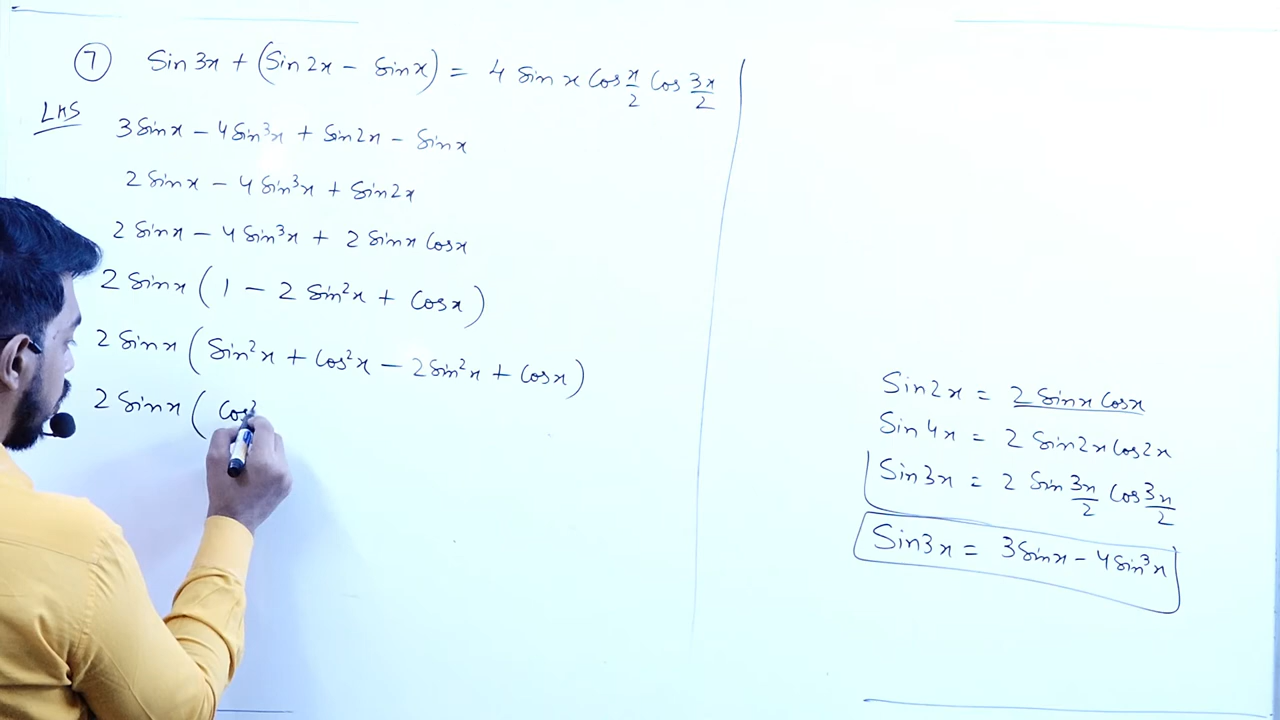 7 Sin 3x + (Sin 2x - Sin x) = 4 Sin x Cos x/2 Cos 3x/2
LHS
3 Sin x - 4 Sin³x + Sin 2x - Sin x
2 Sin x - 4 Sin³x + Sin 2x
2 Sin x - 4 Sin³x + 2 Sin x Cos x
2 Sin x (1 - 2 Sin²x + Cos x)
2 Sin x (Sin²x + Cos²x - 2 Sin²x + Cos x)
2 Sin x (Cos²
Sin 2x = 2 Sin x Cos x
Sin 4x = 2 Sin 2x Cos 2x
Sin 3x = 2 Sin 3x/2 Cos 3x/2
Sin 3x = 3 Sin x - 4 Sin³x